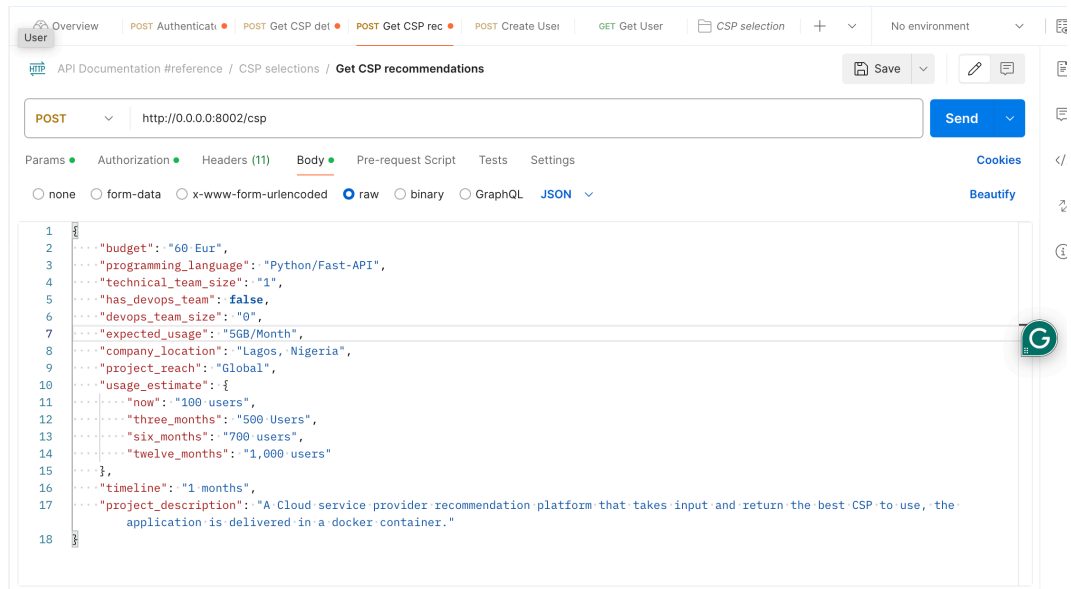 Overview
POST Authenticat
POST Get CSP det
POST Get CSP rec
POST Create User
GET Get User
CSP selection
No environment
User
HTTP API Documentation #reference / CSP selections / Get CSP recommendations
Save
POST http://0.0.0.0:8002/csp
Send
Params Authorization Headers (11) Body Pre-request Script Tests Settings
Cookies
none form-data x-www-form-urlencoded raw binary GraphQL JSON
Beautify
1 {
2 "budget": "60 Eur",
3 "programming_language": "Python/Fast-API",
4 "technical_team_size": "1",
5 "has_devops_team": false,
6 "devops_team_size": "0",
7 "expected_usage": "5GB/Month",
8 "company_location": "Lagos, Nigeria",
9 "project_reach": "Global",
10 "usage_estimate": {
11 "now": "100 users",
12 "three_months": "500 Users",
13 "six_months": "700 users",
14 "twelve_months": "1,000 users"
15 },
16 "timeline": "1 months",
17 "project_description": "A Cloud service provider recommendation platform that takes input and return the best CSP to use, the
application is delivered in a docker container."
18 }